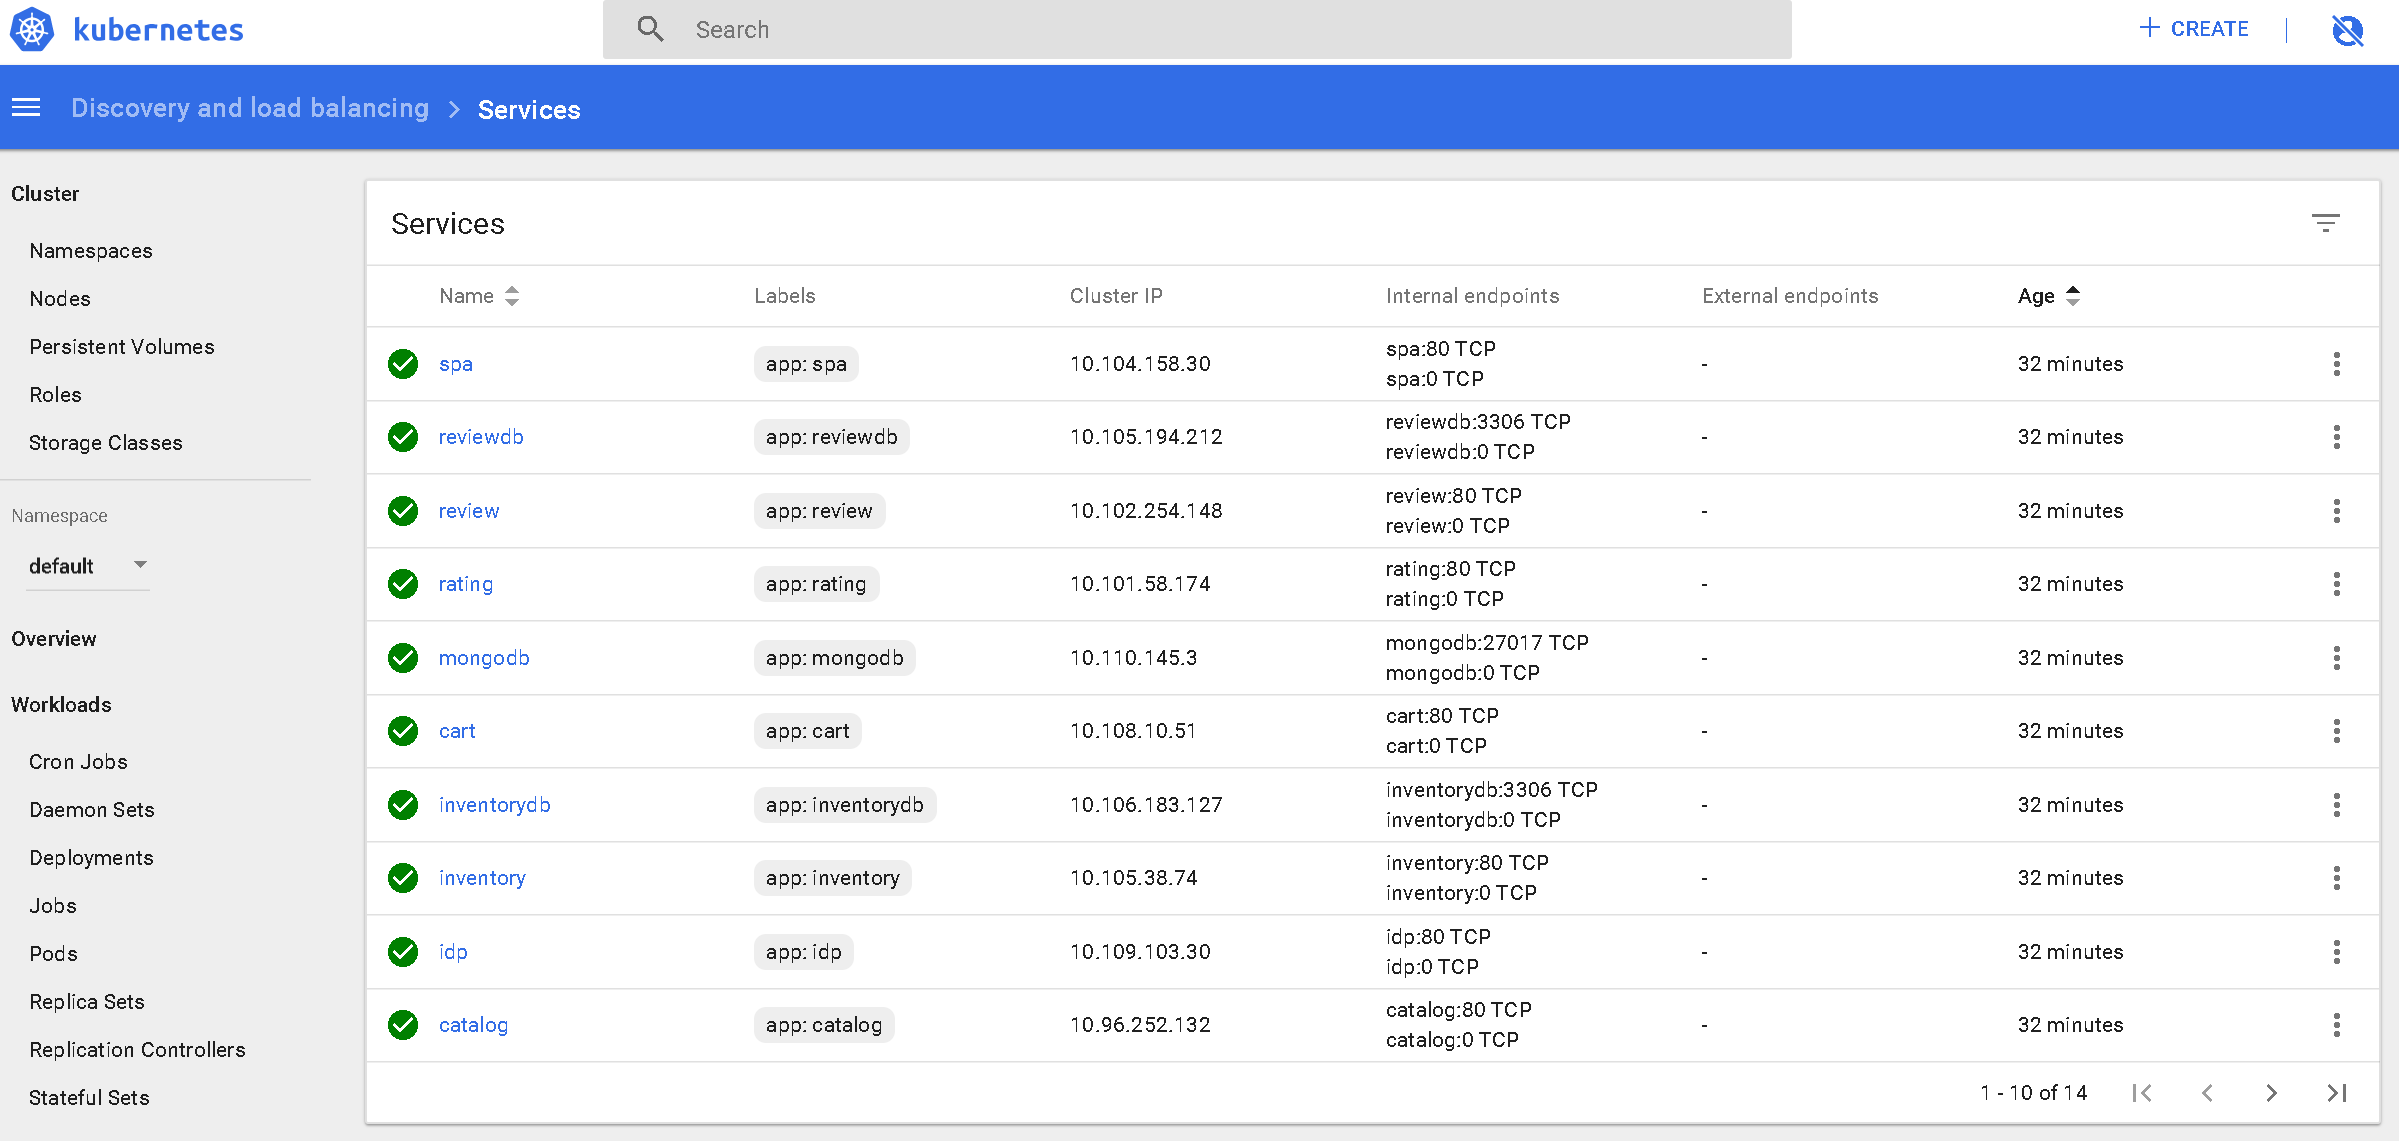 kubernetes
Search
+ CREATE
Discovery and load balancing > Services
Cluster
Namespaces
Nodes
Persistent Volumes
Roles
Storage Classes
Namespace
default
Overview
Workloads
Cron Jobs
Daemon Sets
Deployments
Jobs
Pods
Replica Sets
Replication Controllers
Stateful Sets
Services
Name Labels Cluster IP Internal endpoints External endpoints Age
spa app: spa 10.104.158.30 spa:80 TCP - 32 minutes
spa:0 TCP
reviewdb app: reviewdb 10.105.194.212 reviewdb:3306 TCP - 32 minutes
reviewdb:0 TCP
review app: review 10.102.254.148 review:80 TCP - 32 minutes
review:0 TCP
rating app: rating 10.101.58.174 rating:80 TCP - 32 minutes
rating:0 TCP
mongodb app: mongodb 10.110.145.3 mongodb:27017 TCP - 32 minutes
mongodb:0 TCP
cart app: cart 10.108.10.51 cart:80 TCP - 32 minutes
cart:0 TCP
inventorydb app: inventorydb 10.106.183.127 inventorydb:3306 TCP - 32 minutes
inventorydb:0 TCP
inventory app: inventory 10.105.38.74 inventory:80 TCP - 32 minutes
inventory:0 TCP
idp app: idp 10.109.103.30 idp:80 TCP - 32 minutes
idp:0 TCP
catalog app: catalog 10.96.252.132 catalog:80 TCP - 32 minutes
catalog:0 TCP
1 - 10 of 14